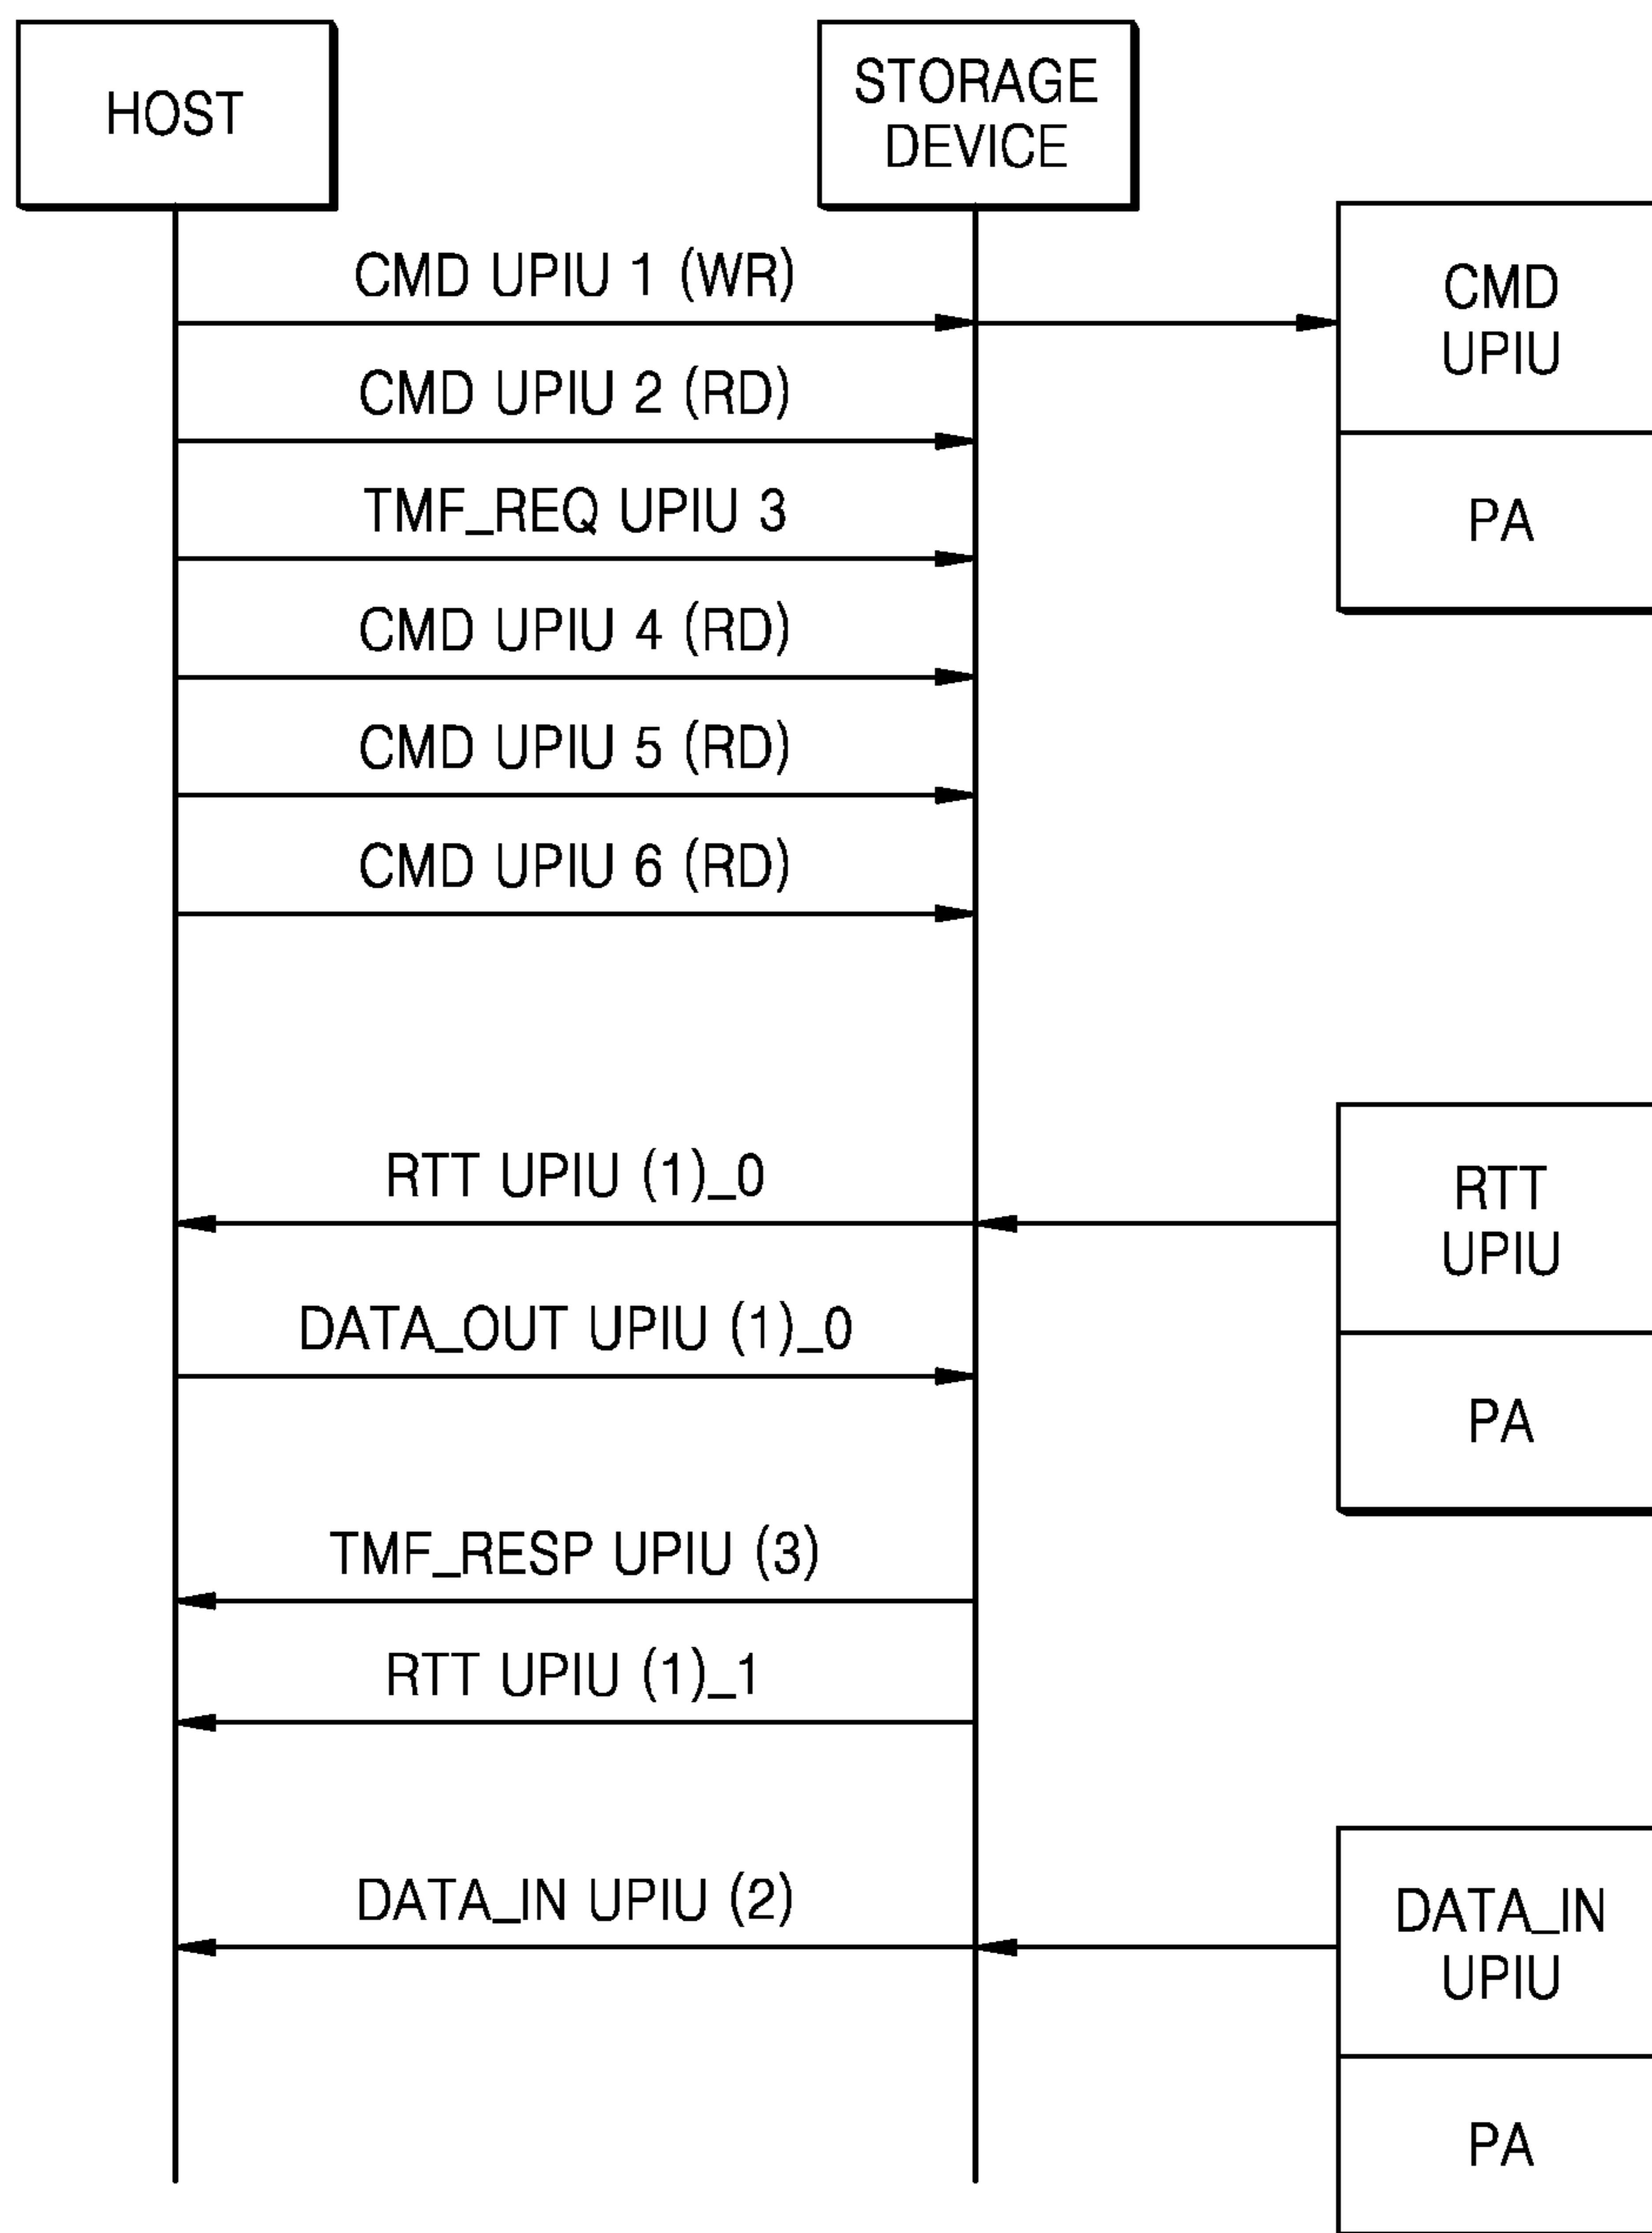 HOST
STORAGE
DEVICE
CMD UPIU 1 (WR)
CMD
UPIU
PA
CMD UPIU 2 (RD)
TMF_REQ UPIU 3
CMD UPIU 4 (RD)
CMD UPIU 5 (RD)
CMD UPIU 6 (RD)
RTT UPIU (1)_0
RTT
UPIU
PA
DATA_OUT UPIU (1)_0
TMF_RESP UPIU (3)
RTT UPIU (1)_1
DATA_IN UPIU (2)
DATA_IN
UPIU
PA